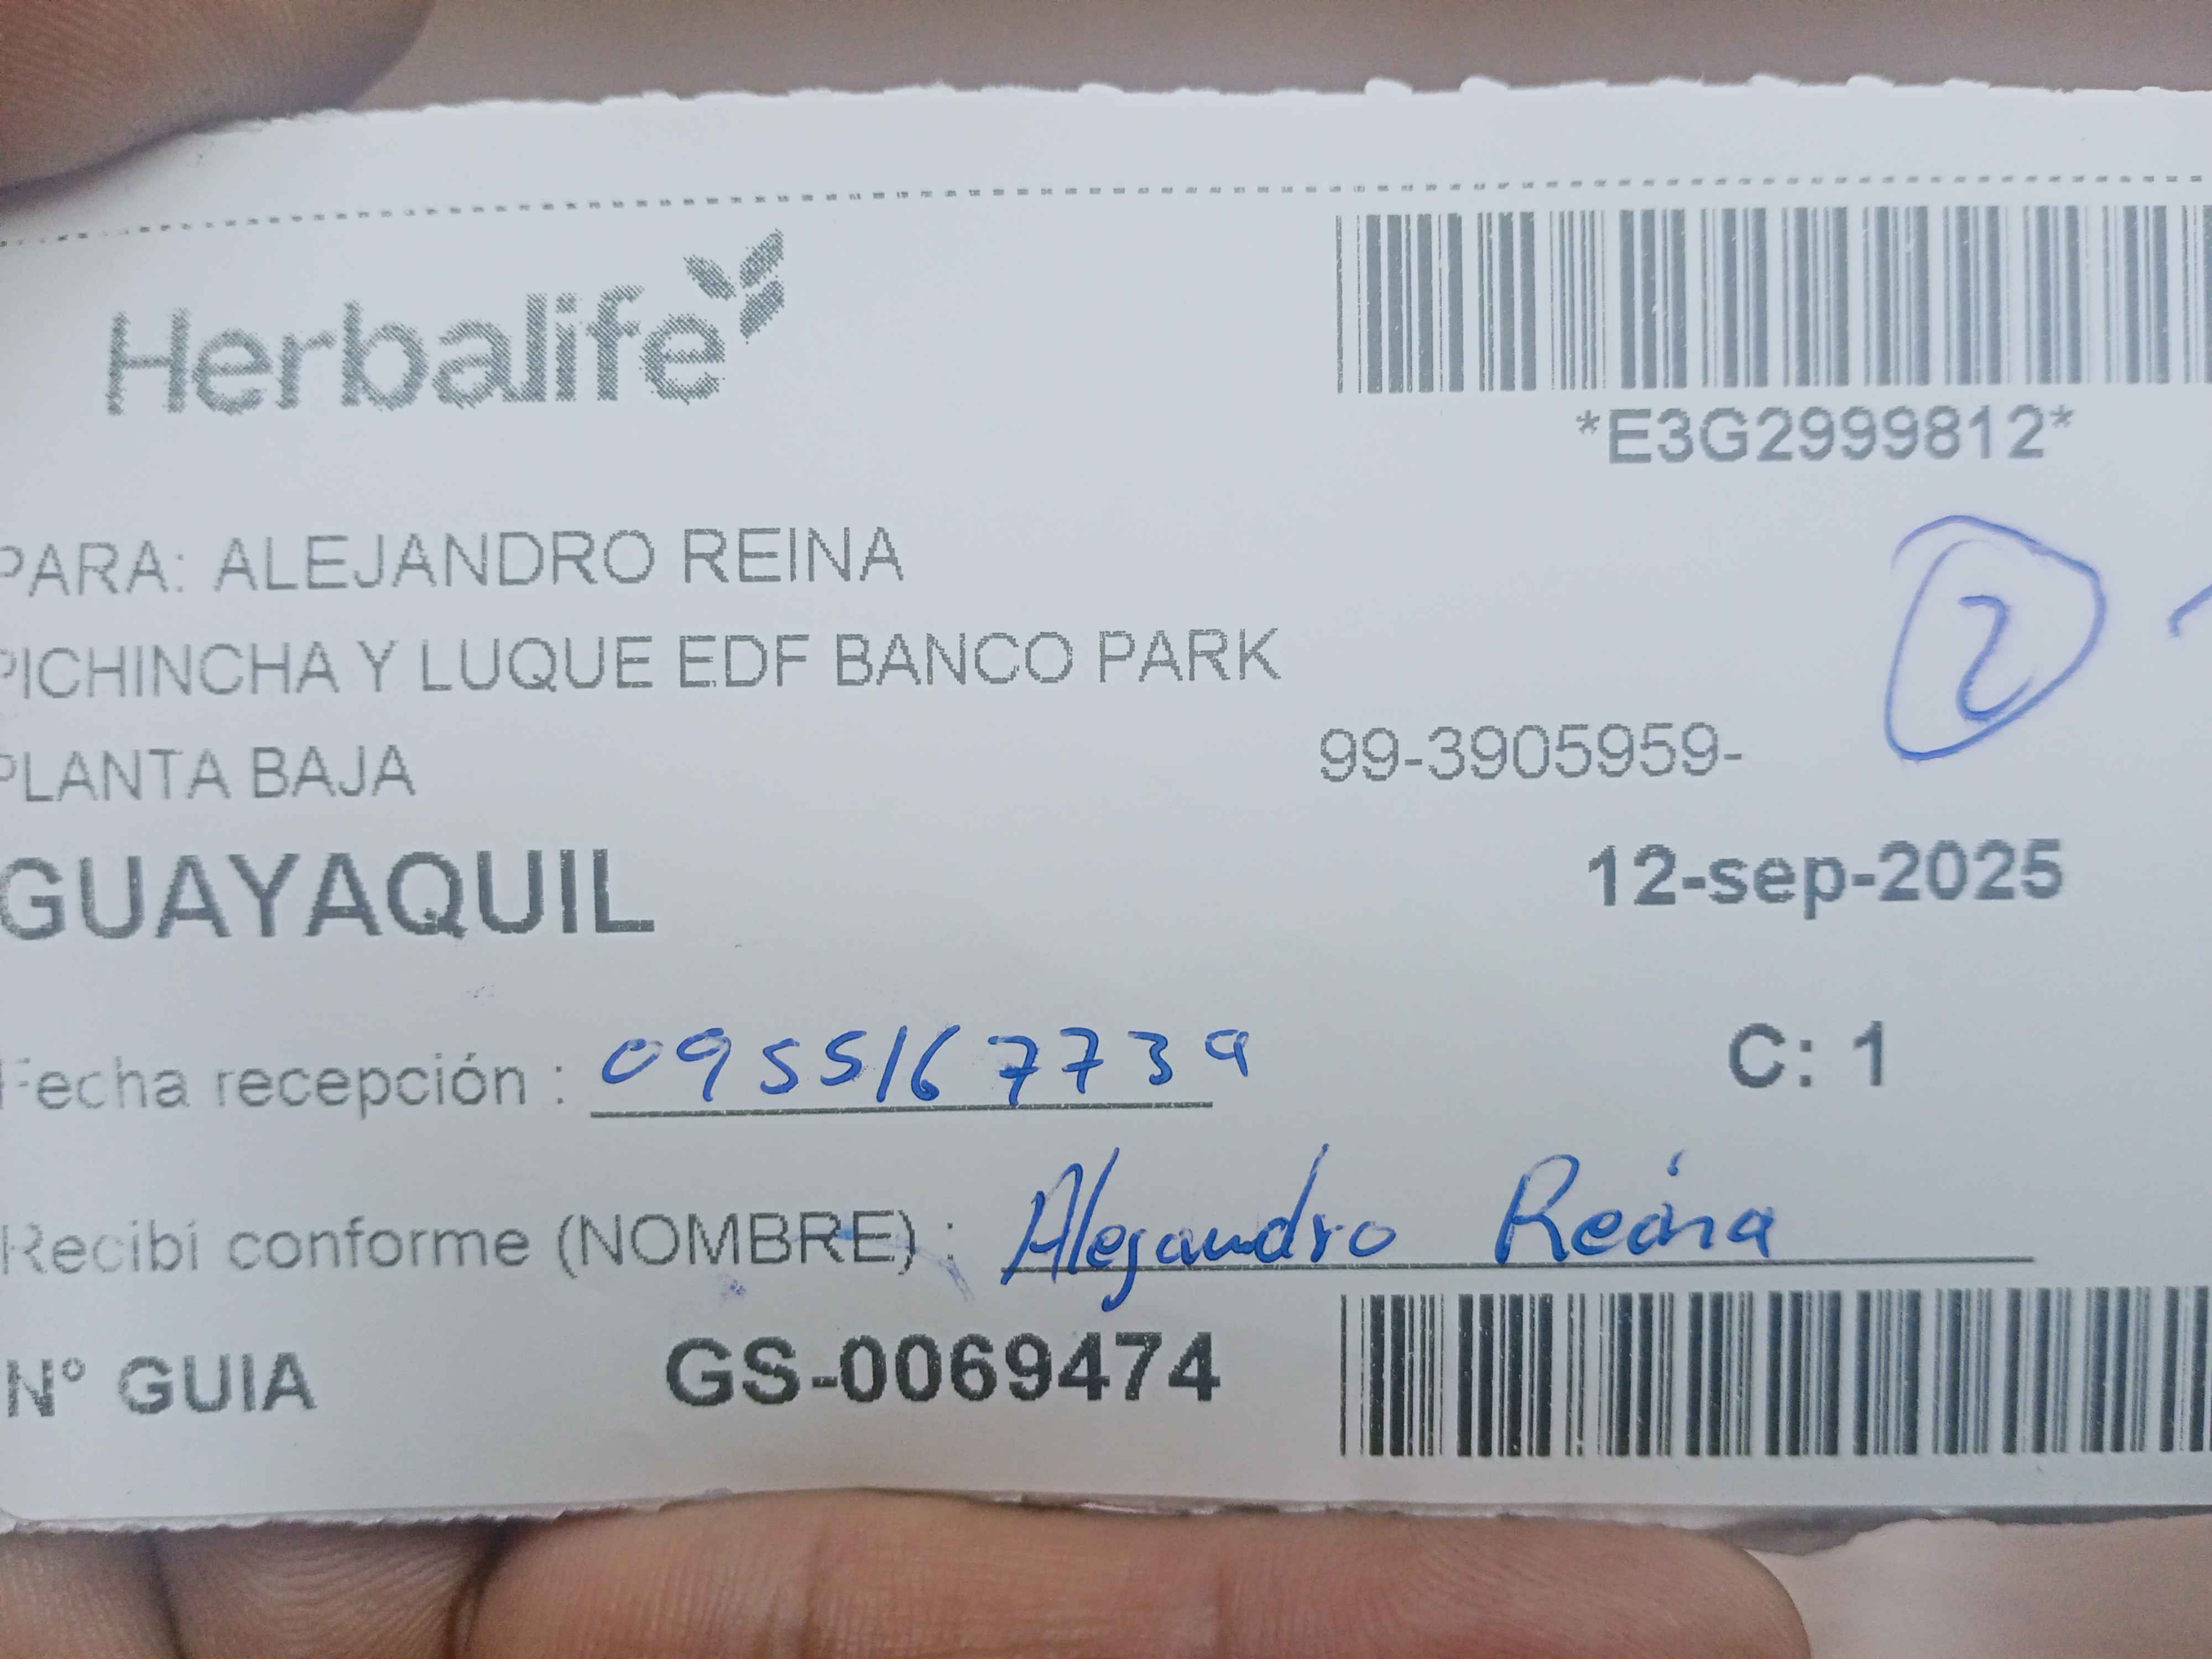 Herbalife
*E3G2999812*
PARA: ALEJANDRO REINA
2
PICHINCHA Y LUQUE EDF BANCO PARK
PLANTA BAJA 99-3905959-
GUAYAQUIL 12-sep-2025
Fecha recepción : 0955167739 C: 1
Recibí conforme (NOMBRE) : Alejandro Reina
N° GUIA GS-0069474